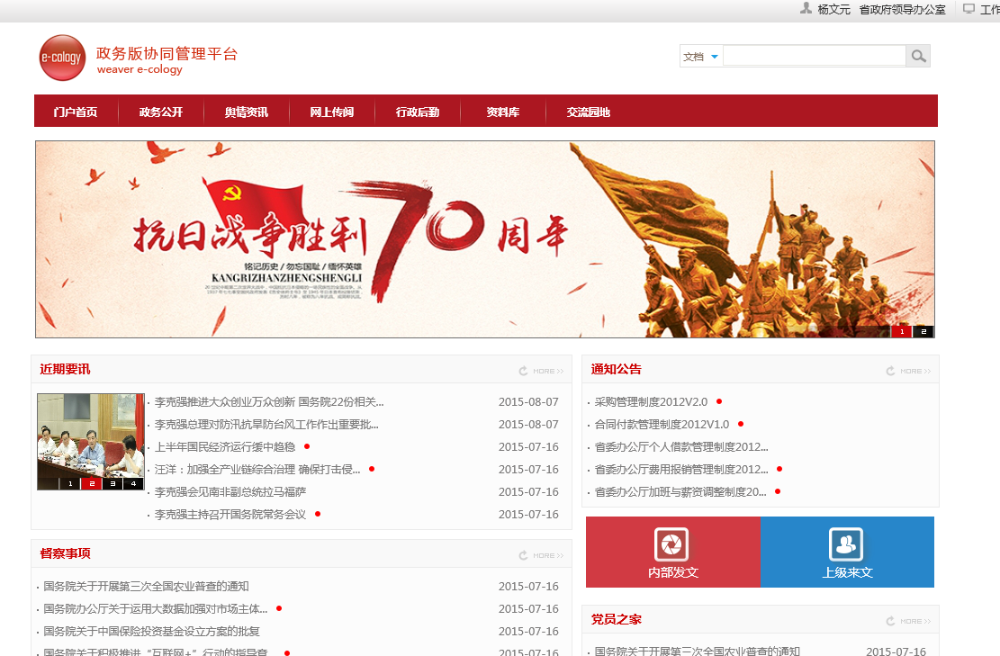 杨文元 省政府领导办公室 工作
e-cology
政务版协同管理平台
weaver e-cology
文档
门户首页 政务公开 舆情资讯 网上传阅 行政后勤 资料库 交流园地
抗日战争胜利70周年
铭记历史 / 勿忘国耻 / 缅怀英雄
KANGRIZHANZHENGSHENGLI
1 2
近期要讯 MORE >>
李克强推进大众创业万众创新 国务院22份相关... 2015-08-07
李克强总理对防汛抗旱防台风工作作出重要批... 2015-08-07
上半年国民经济运行缓中趋稳 2015-07-16
汪洋：加强全产业链综合治理 确保打击侵... 2015-07-16
李克强会见南非副总统拉马福萨 2015-07-16
李克强主持召开国务院常务会议 2015-07-16
1 2 3 4
通知公告 MORE >>
采购管理制度2012V2.0
合同付款管理制度2012V1.0
省委办公厅个人借款管理制度2012...
省委办公厅费用报销管理制度2012...
省委办公厅加班与薪资调整制度20...
内部发文 上级来文
督察事项 MORE >>
国务院关于开展第三次全国农业普查的通知 2015-07-16
国务院办公厅关于运用大数据加强对市场主体... 2015-07-16
国务院关于中国保险投资基金设立方案的批复 2015-07-16
国务院关于积极推进“互联网+”行动的指导意... 2015-07-16
党员之家 MORE >>
国务院关于开展第三次全国农业普查的通知 2015-07-16